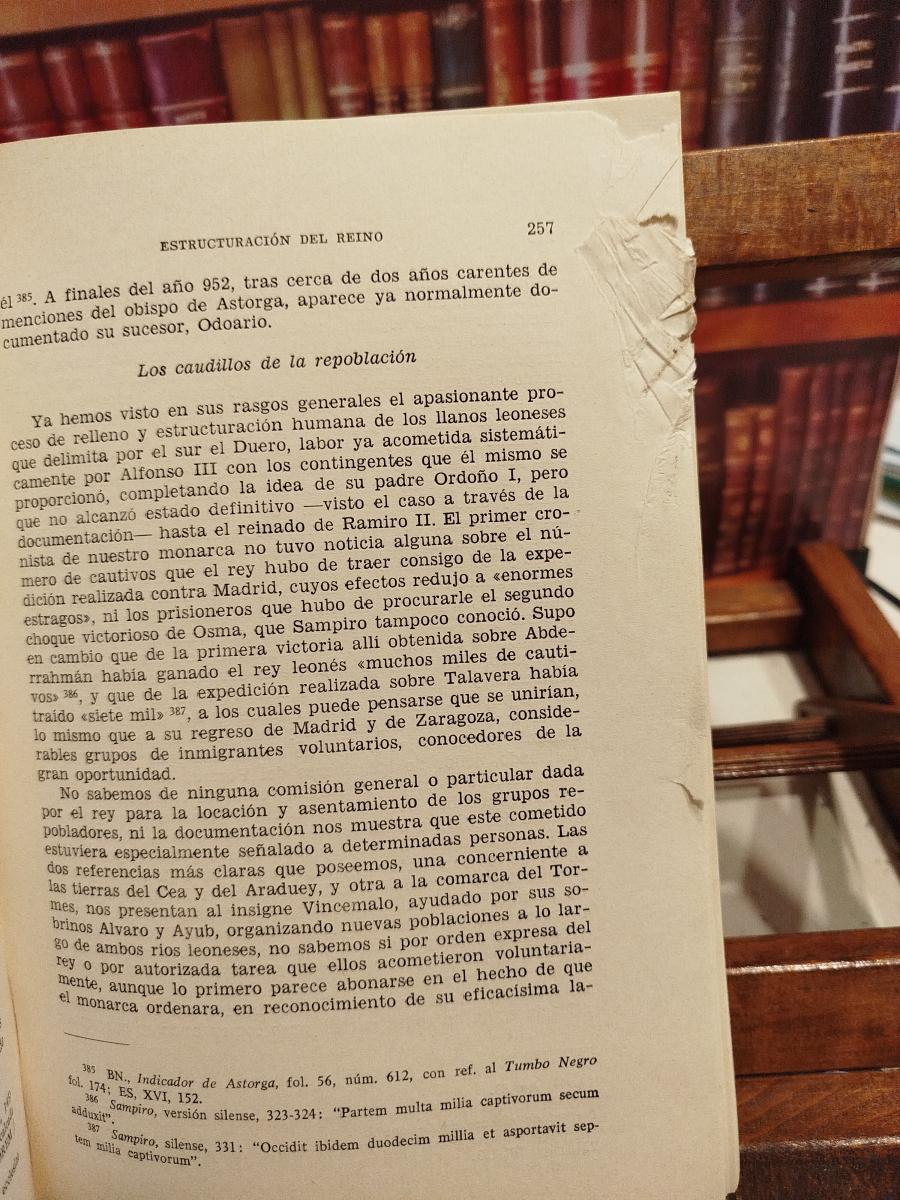 ESTRUCTURACIÓN DEL REINO 257
él ³⁸⁵. A finales del año 952, tras cerca de dos años carentes de
menciones del obispo de Astorga, aparece ya normalmente do-
cumentado su sucesor, Odoario.
Los caudillos de la repoblación
Ya hemos visto en sus rasgos generales el apasionante pro-
ceso de relleno y estructuración humana de los llanos leoneses
que delimita por el sur el Duero, labor ya acometida sistemáti-
camente por Alfonso III con los contingentes que él mismo se
proporcionó, completando la idea de su padre Ordoño I, pero
que no alcanzó estado definitivo —visto el caso a través de la
documentación— hasta el reinado de Ramiro II. El primer cro-
nista de nuestro monarca no tuvo noticia alguna sobre el nú-
mero de cautivos que el rey hubo de traer consigo de la expe-
dición realizada contra Madrid, cuyos efectos redujo a «enormes
estragos», ni los prisioneros que hubo de procurarle el segundo
choque victorioso de Osma, que Sampiro tampoco conoció. Supo
en cambio que de la primera victoria allí obtenida sobre Abde-
rrahmán había ganado el rey leonés «muchos miles de cauti-
vos» ³⁸⁶, y que de la expedición realizada sobre Talavera había
traído «siete mil» ³⁸⁷, a los cuales puede pensarse que se unirían,
lo mismo que a su regreso de Madrid y de Zaragoza, conside-
rables grupos de inmigrantes voluntarios, conocedores de la
gran oportunidad.
No sabemos de ninguna comisión general o particular dada
por el rey para la locación y asentamiento de los grupos re-
pobladores, ni la documentación nos muestra que este cometido
estuviera especialmente señalado a determinadas personas. Las
dos referencias más claras que poseemos, una concerniente a
las tierras del Cea y del Araduey, y otra a la comarca del Tor-
mes, nos presentan al insigne Vincemalo, ayudado por sus so-
brinos Alvaro y Ayub, organizando nuevas poblaciones a lo lar-
go de ambos ríos leoneses, no sabemos si por orden expresa del
rey o por autorizada tarea que ellos acometieron voluntaria-
mente, aunque lo primero parece abonarse en el hecho de que
el monarca ordenara, en reconocimiento de su eficacísima la-
³⁸⁵ BN., Indicador de Astorga, fol. 56, núm. 612, con ref. al Tumbo Negro
fol. 174; ES, XVI, 152.
³⁸⁶ Sampiro, versión silense, 323-324: “Partem multa milia captivorum secum
adduxit”.
³⁸⁷ Sampiro, silense, 331: “Occidit ibidem duodecim millia et asportavit sep-
tem milia captivorum”.